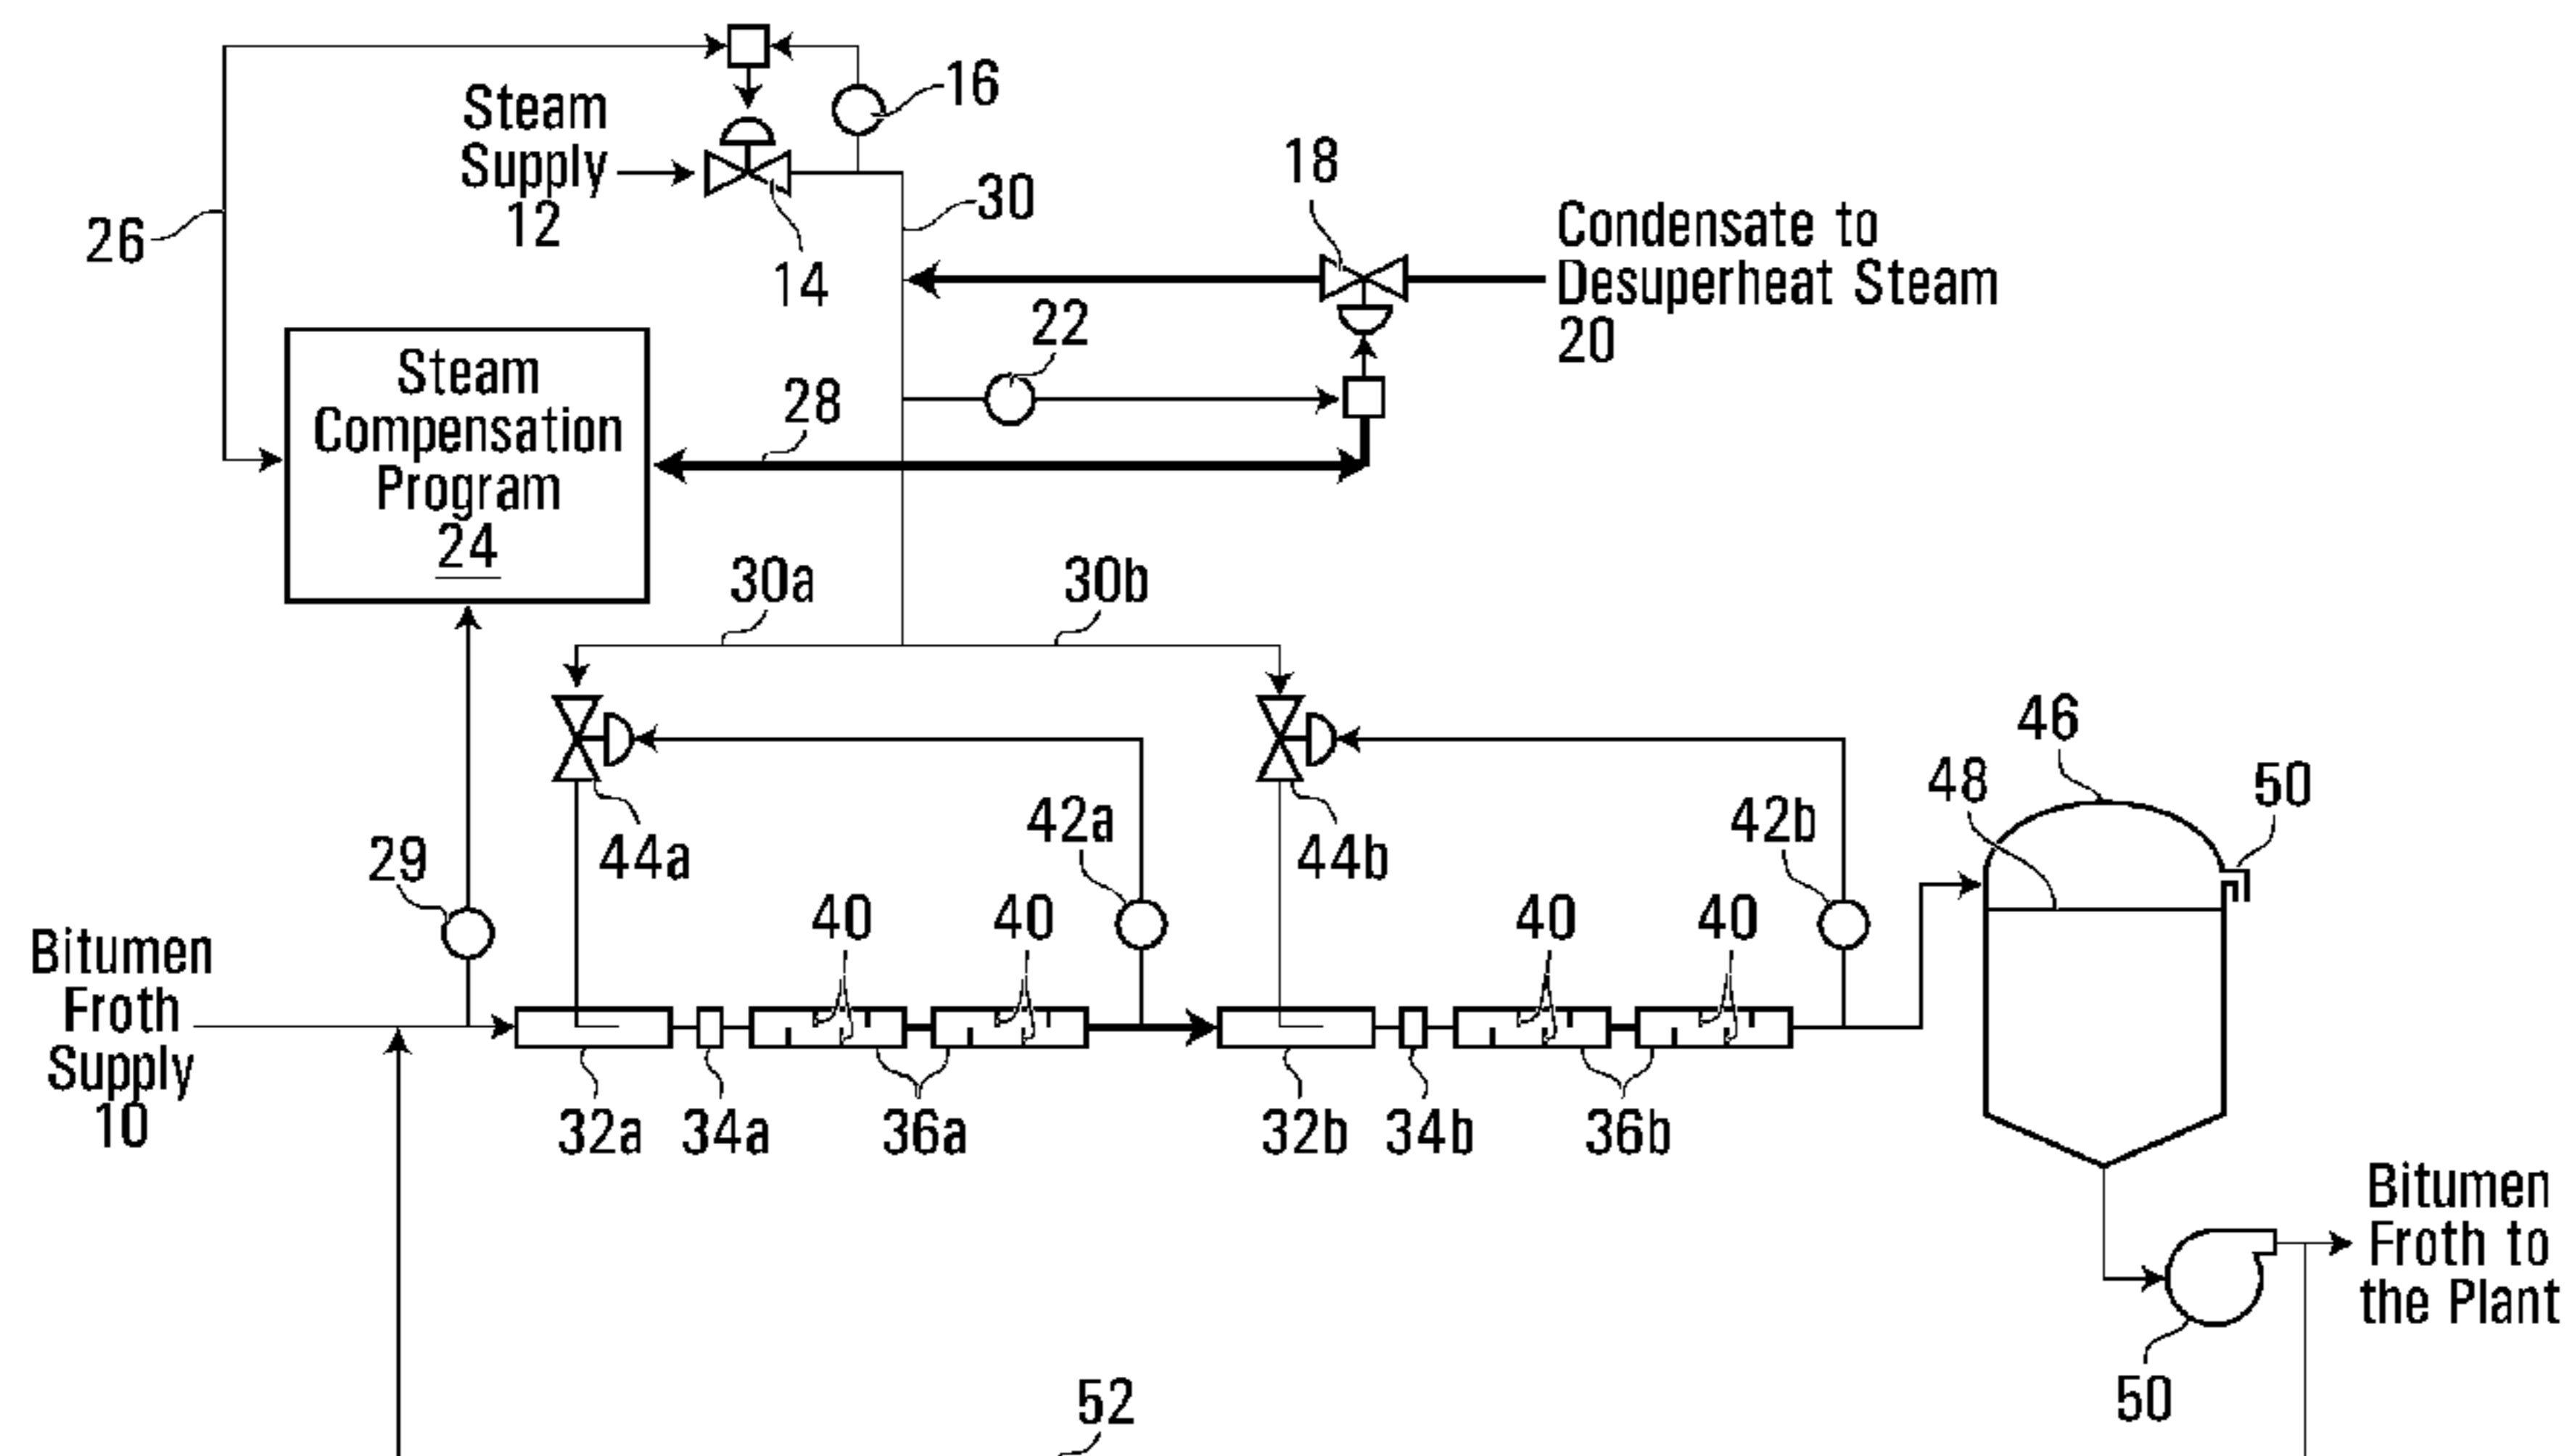 16
Steam
Supply
12
14
18
30
26
Condensate to
Desuperheat Steam
20
22
28
Steam
Compensation
Program
24
30a
30b
46
48
50
44a
42a
44b
42b
29
40
40
40
40
Bitumen
Froth
Supply
10
32a
34a
36a
32b
34b
36b
Bitumen
Froth to
the Plant
50
52